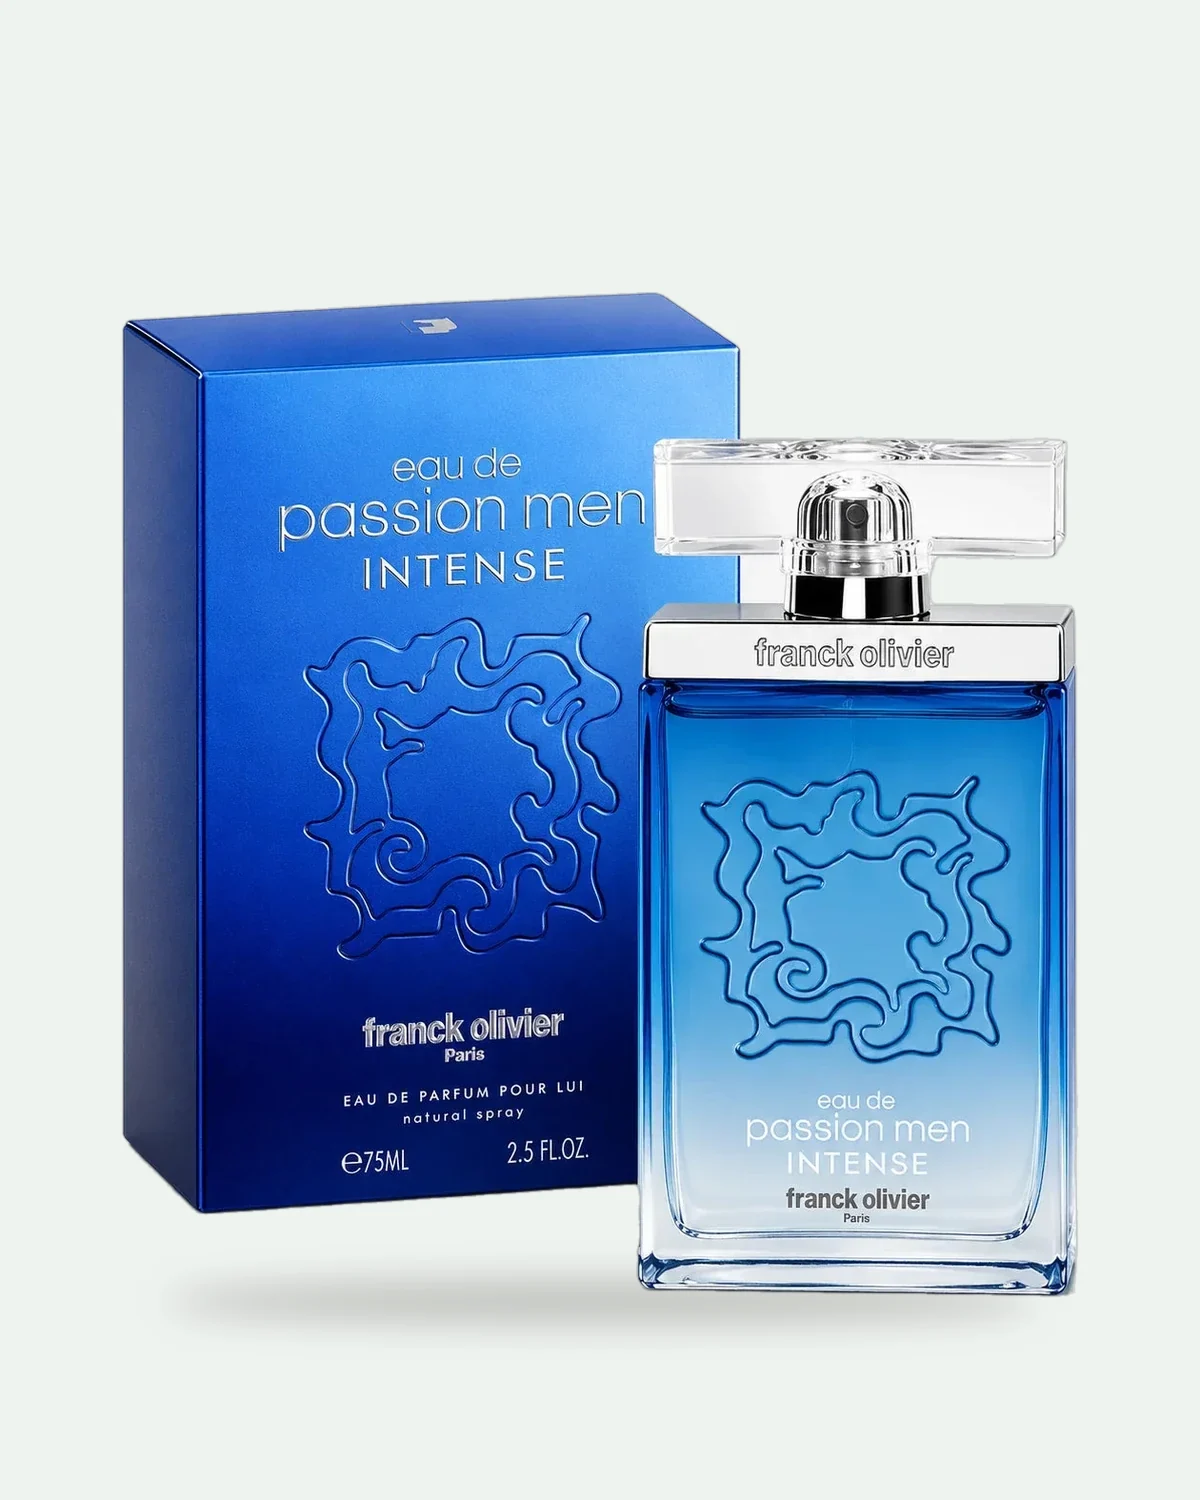 eau de
passion men
INTENSE
franck olivier
Paris
EAU DE PARFUM POUR LUI
natural spray
℮75ML
2.5 FL.OZ.
franck olivier
eau de
passion men
INTENSE
franck olivier
Paris